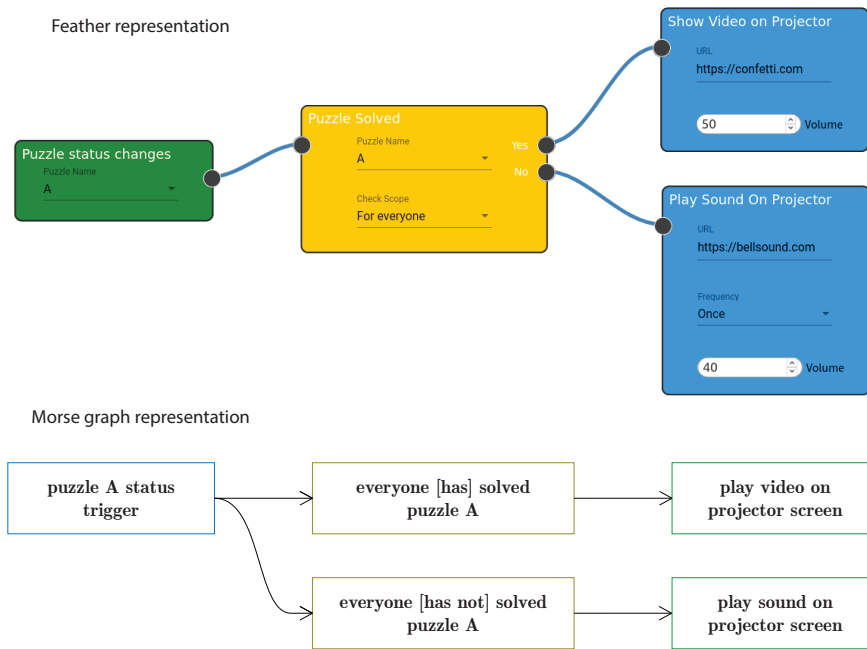 Feather representation
Puzzle status changes
Puzzle Name
A
Puzzle Solved
Puzzle Name
A
Check Scope
For everyone
Yes
No
Show Video on Projector
URL
https://confetti.com
50 Volume
Play Sound On Projector
URL
https://bellsound.com
Frequency
Once
40 Volume
Morse graph representation
puzzle A status
trigger
everyone [has] solved
puzzle A
play video on
projector screen
everyone [has not] solved
puzzle A
play sound on
projector screen